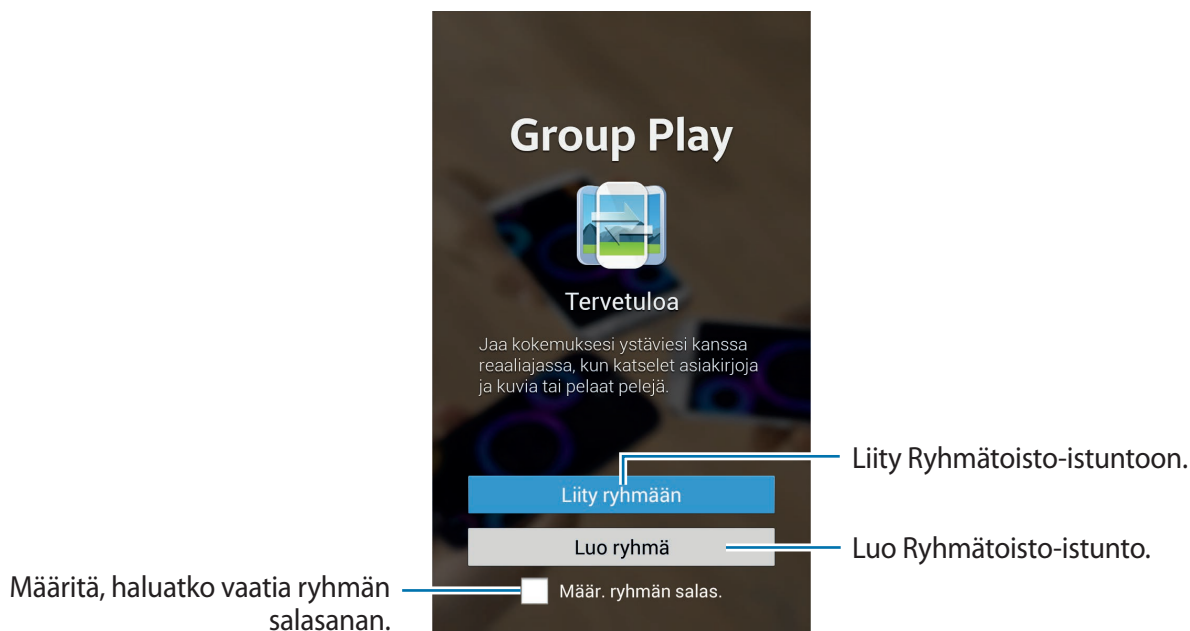 Group Play
Tervetuloa
Jaa kokemuksesi ystäviesi kanssa
reaaliajassa, kun katselet asiakirjoja
ja kuvia tai pelaat pelejä.
Liity Ryhmätoisto-istuntoon.
Liity ryhmään
Luo ryhmä
Luo Ryhmätoisto-istunto.
Määritä, haluatko vaatia ryhmän
salasanan.
Määr. ryhmän salas.